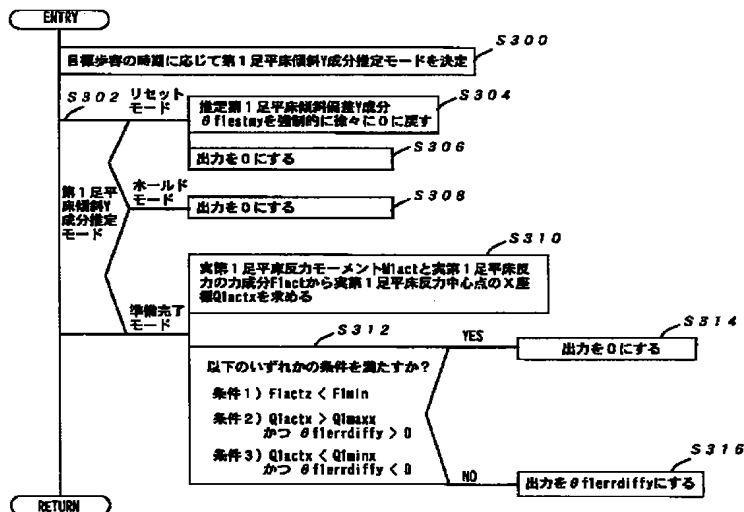 ENTRY
S300
目標歩容の時期に応じて第1足平床傾斜Y成分推定モードを決定
S302
リセット
モード
S304
推定第1足平床傾斜偏差Y成分
θf1estmyを強制的に徐々に0に戻す
S306
出力を0にする
第1足平
床傾斜Y
成分推定
モード
ホールド
モード
S308
出力を0にする
S310
実第1足平床反力モーメントM1actと実第1足平床反
力の力成分F1actから実第1足平床反力中心点のX座
標Q1actxを求める
準備完了
モード
S312
YES
S314
出力を0にする
以下のいずれかの条件を満たすか?
条件1) F1actz < F1min
条件2) Q1actx > Q1maxx
かつ θf1errdiffy > 0
条件3) Q1actx < Q1minx
かつ θf1errdiffy < 0
NO
S316
出力をθf1errdiffyにする
RETURN